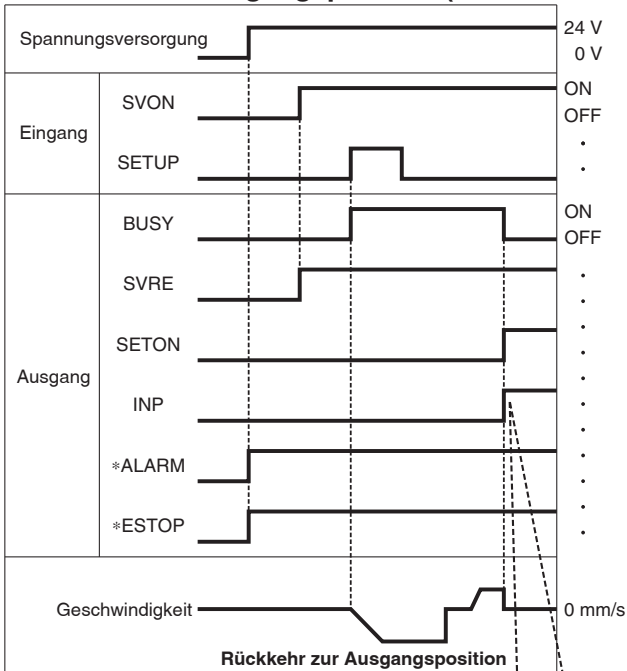 Spannungsversorgung
24 V
0 V
Eingang
SVON
ON
OFF
SETUP
Ausgang
BUSY
ON
OFF
SVRE
SETON
INP
*ALARM
*ESTOP
Geschwindigkeit
0 mm/s
Rückkehr zur Ausgangsposition